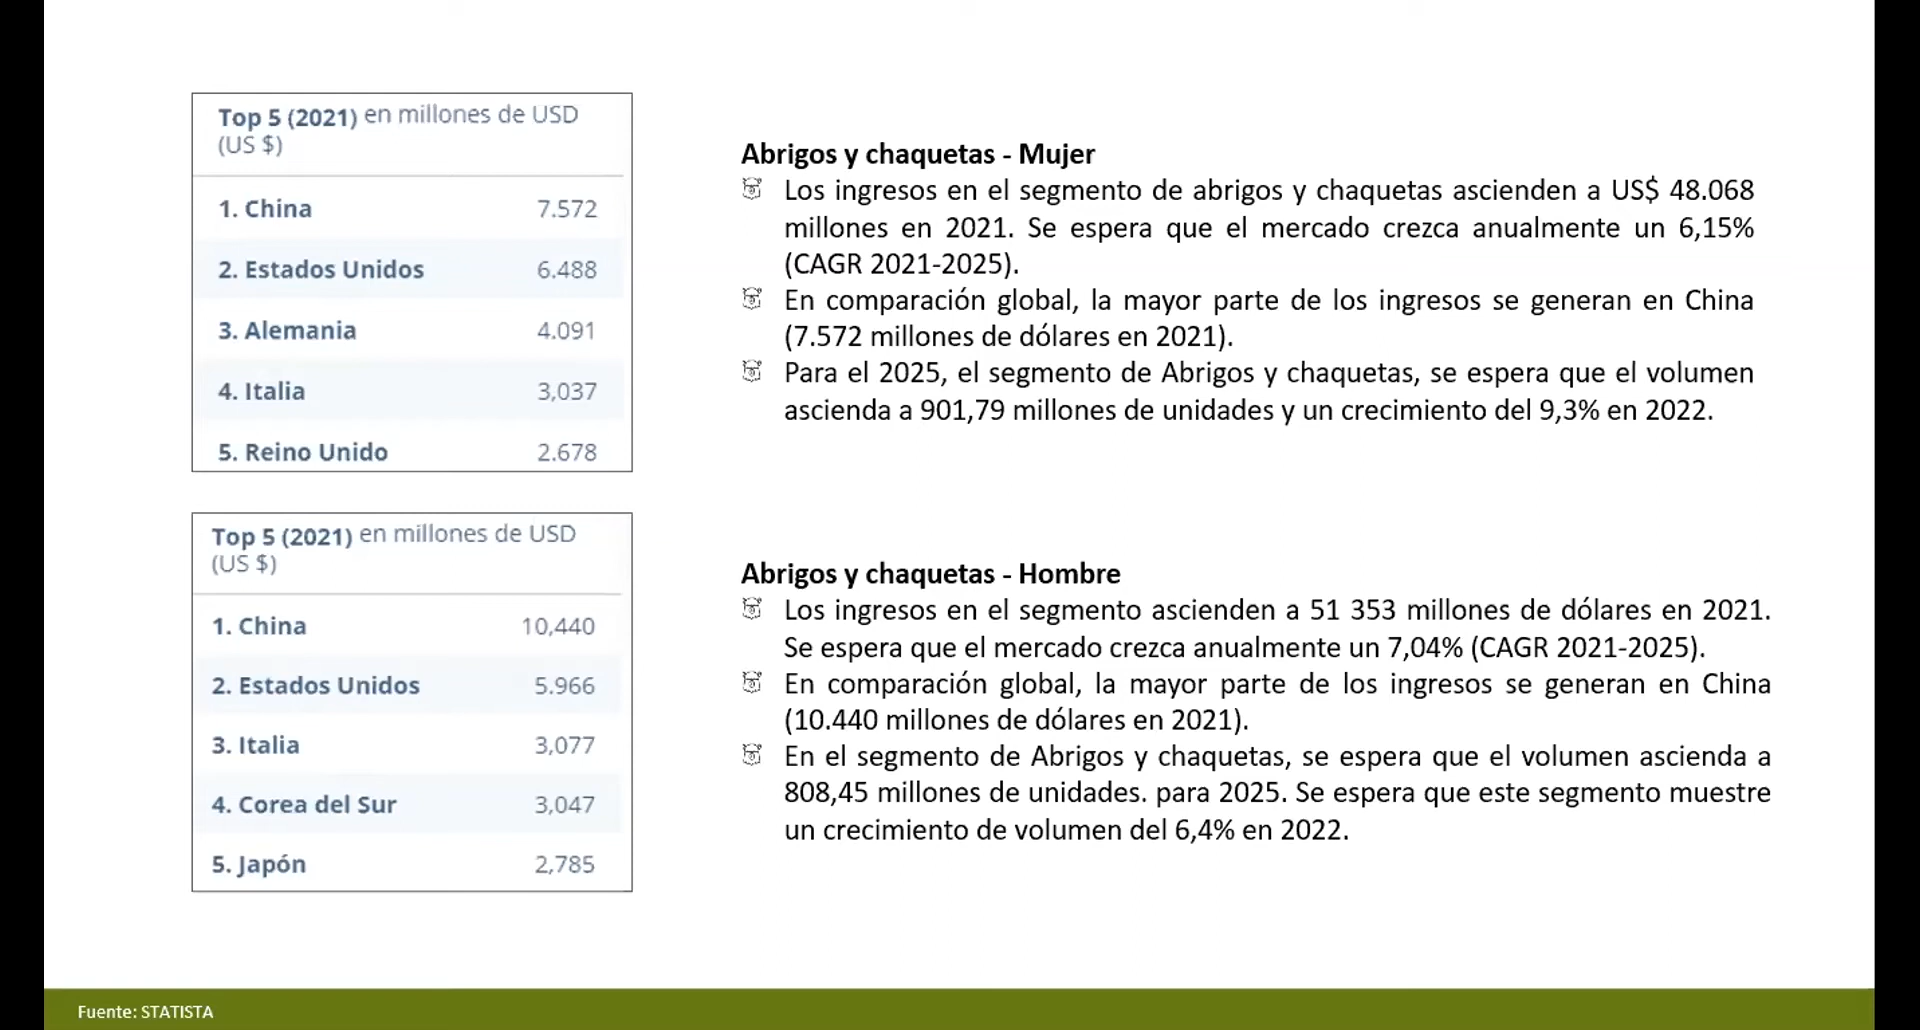 Top 5 (2021) en millones de USD
(US $)
1. China 7.572
2. Estados Unidos 6.488
3. Alemania 4.091
4. Italia 3,037
5. Reino Unido 2.678
Abrigos y chaquetas - Mujer
Los ingresos en el segmento de abrigos y chaquetas ascienden a US$ 48.068
millones en 2021. Se espera que el mercado crezca anualmente un 6,15%
(CAGR 2021-2025).
En comparación global, la mayor parte de los ingresos se generan en China
(7.572 millones de dólares en 2021).
Para el 2025, el segmento de Abrigos y chaquetas, se espera que el volumen
ascienda a 901,79 millones de unidades y un crecimiento del 9,3% en 2022.
Top 5 (2021) en millones de USD
(US $)
1. China 10,440
2. Estados Unidos 5.966
3. Italia 3,077
4. Corea del Sur 3,047
5. Japón 2,785
Abrigos y chaquetas - Hombre
Los ingresos en el segmento ascienden a 51 353 millones de dólares en 2021.
Se espera que el mercado crezca anualmente un 7,04% (CAGR 2021-2025).
En comparación global, la mayor parte de los ingresos se generan en China
(10.440 millones de dólares en 2021).
En el segmento de Abrigos y chaquetas, se espera que el volumen ascienda a
808,45 millones de unidades. para 2025. Se espera que este segmento muestre
un crecimiento de volumen del 6,4% en 2022.
Fuente: STATISTA